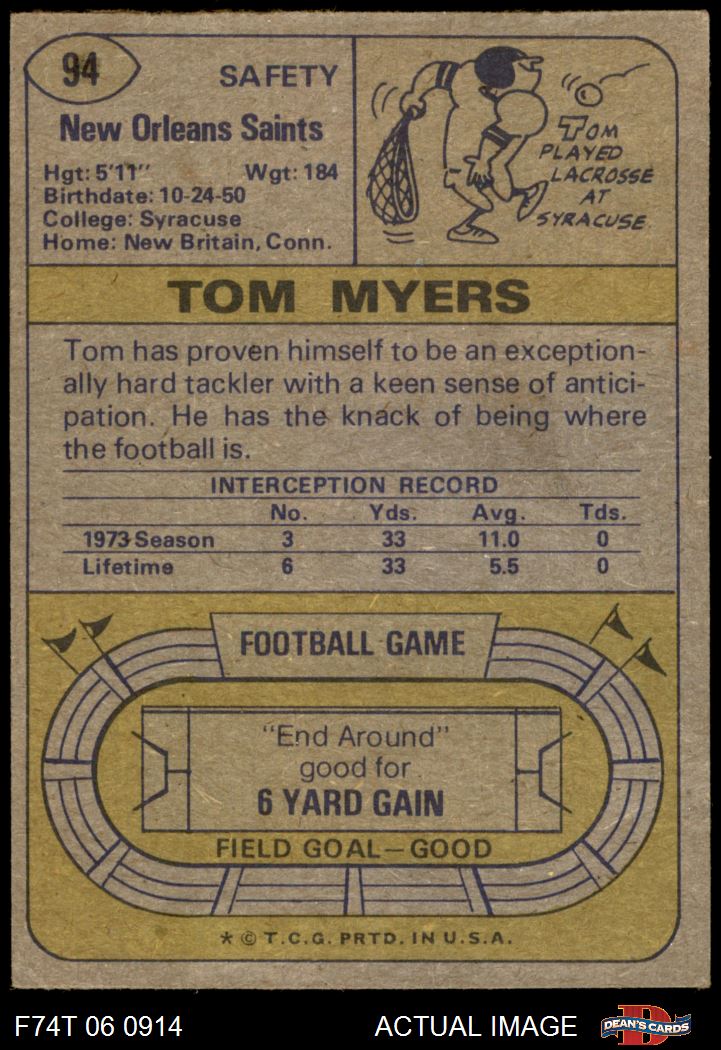 94
SAFETY
New Orleans Saints
Hgt: 5'11" Wgt: 184
Birthdate: 10-24-50
College: Syracuse
Home: New Britain, Conn.
TOM
PLAYED
LACROSSE
AT
SYRACUSE
TOM MYERS
Tom has proven himself to be an exception-
ally hard tackler with a keen sense of antici-
pation. He has the knack of being where
the football is.
INTERCEPTION RECORD
No. Yds. Avg. Tds.
1973 Season 3 33 11.0 0
Lifetime 6 33 5.5 0
FOOTBALL GAME
"End Around"
good for
6 YARD GAIN
FIELD GOAL—GOOD
* © T.C.G. PRTD. IN U.S.A.
F74T 06 0914 ACTUAL IMAGE
D
DEAN'S CARDS